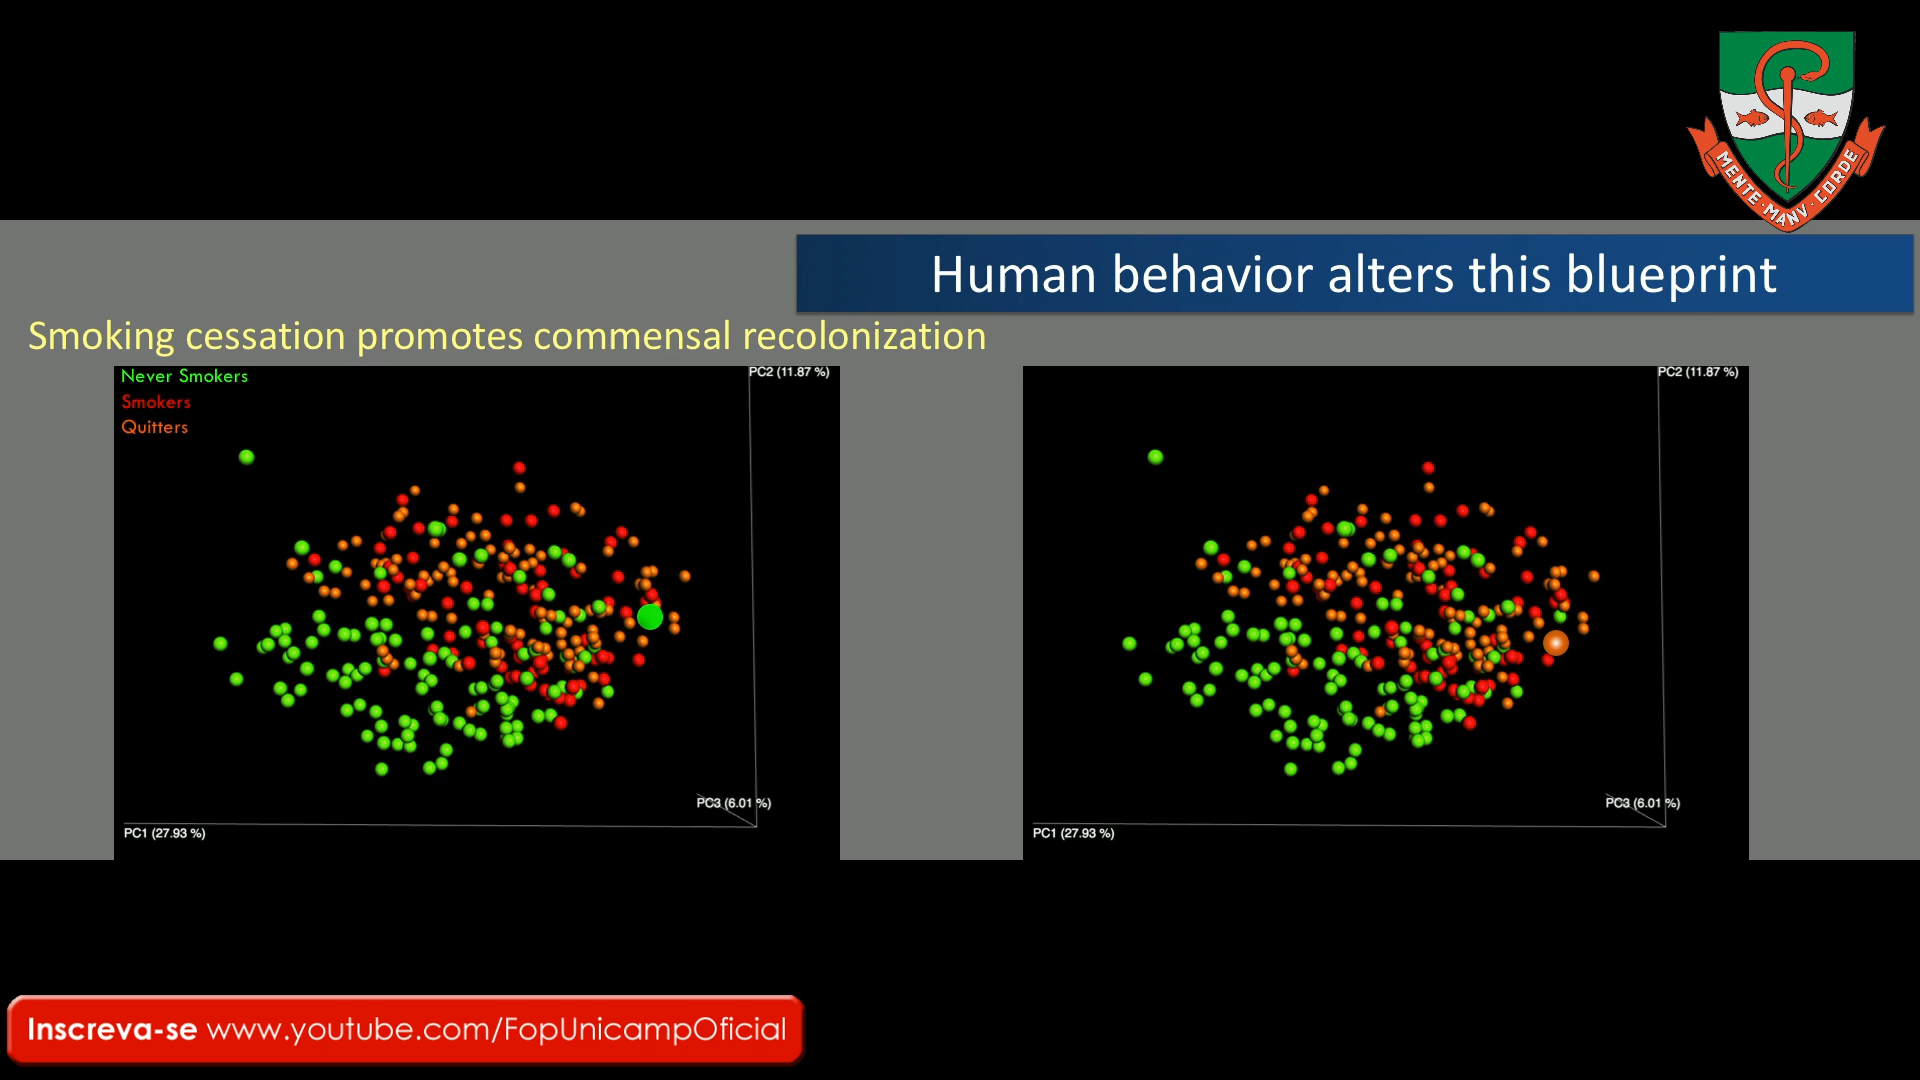 MENTE · MANV · CORDE
Human behavior alters this blueprint
Smoking cessation promotes commensal recolonization
Never Smokers
Smokers
Quitters
PC2 (11.87 %)
PC3 (6.01 %)
PC1 (27.93 %)
PC2 (11.87 %)
PC3 (6.01 %)
PC1 (27.93 %)
Inscreva-se www.youtube.com/FopUnicampOficial